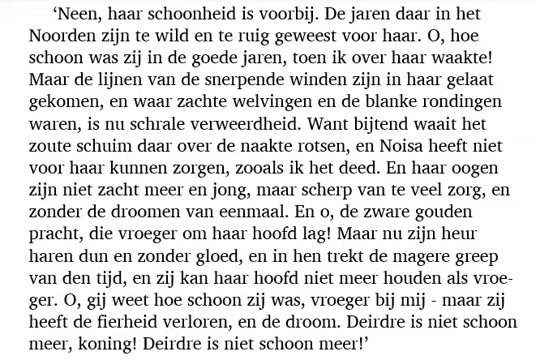 ‘Neen, haar schoonheid is voorbij. De jaren daar in het
Noorden zijn te wild en te ruig geweest voor haar. O, hoe
schoon was zij in de goede jaren, toen ik over haar waakte!
Maar de lijnen van de snerpende winden zijn in haar gelaat
gekomen, en waar zachte welvingen en de blanke rondingen
waren, is nu schrale verweerdheid. Want bijtend waait het
zoute schuim daar over de naakte rotsen, en Noisa heeft niet
voor haar kunnen zorgen, zooals ik het deed. En haar oogen
zijn niet zacht meer en jong, maar scherp van te veel zorg, en
zonder de droomen van eenmaal. En o, de zware gouden
pracht, die vroeger om haar hoofd lag! Maar nu zijn heur
haren dun en zonder gloed, en in hen trekt de magere greep
van den tijd, en zij kan haar hoofd niet meer houden als vroe-
ger. O, gij weet hoe schoon zij was, vroeger bij mij - maar zij
heeft de fierheid verloren, en de droom. Deirdre is niet schoon
meer, koning! Deirdre is niet schoon meer!’